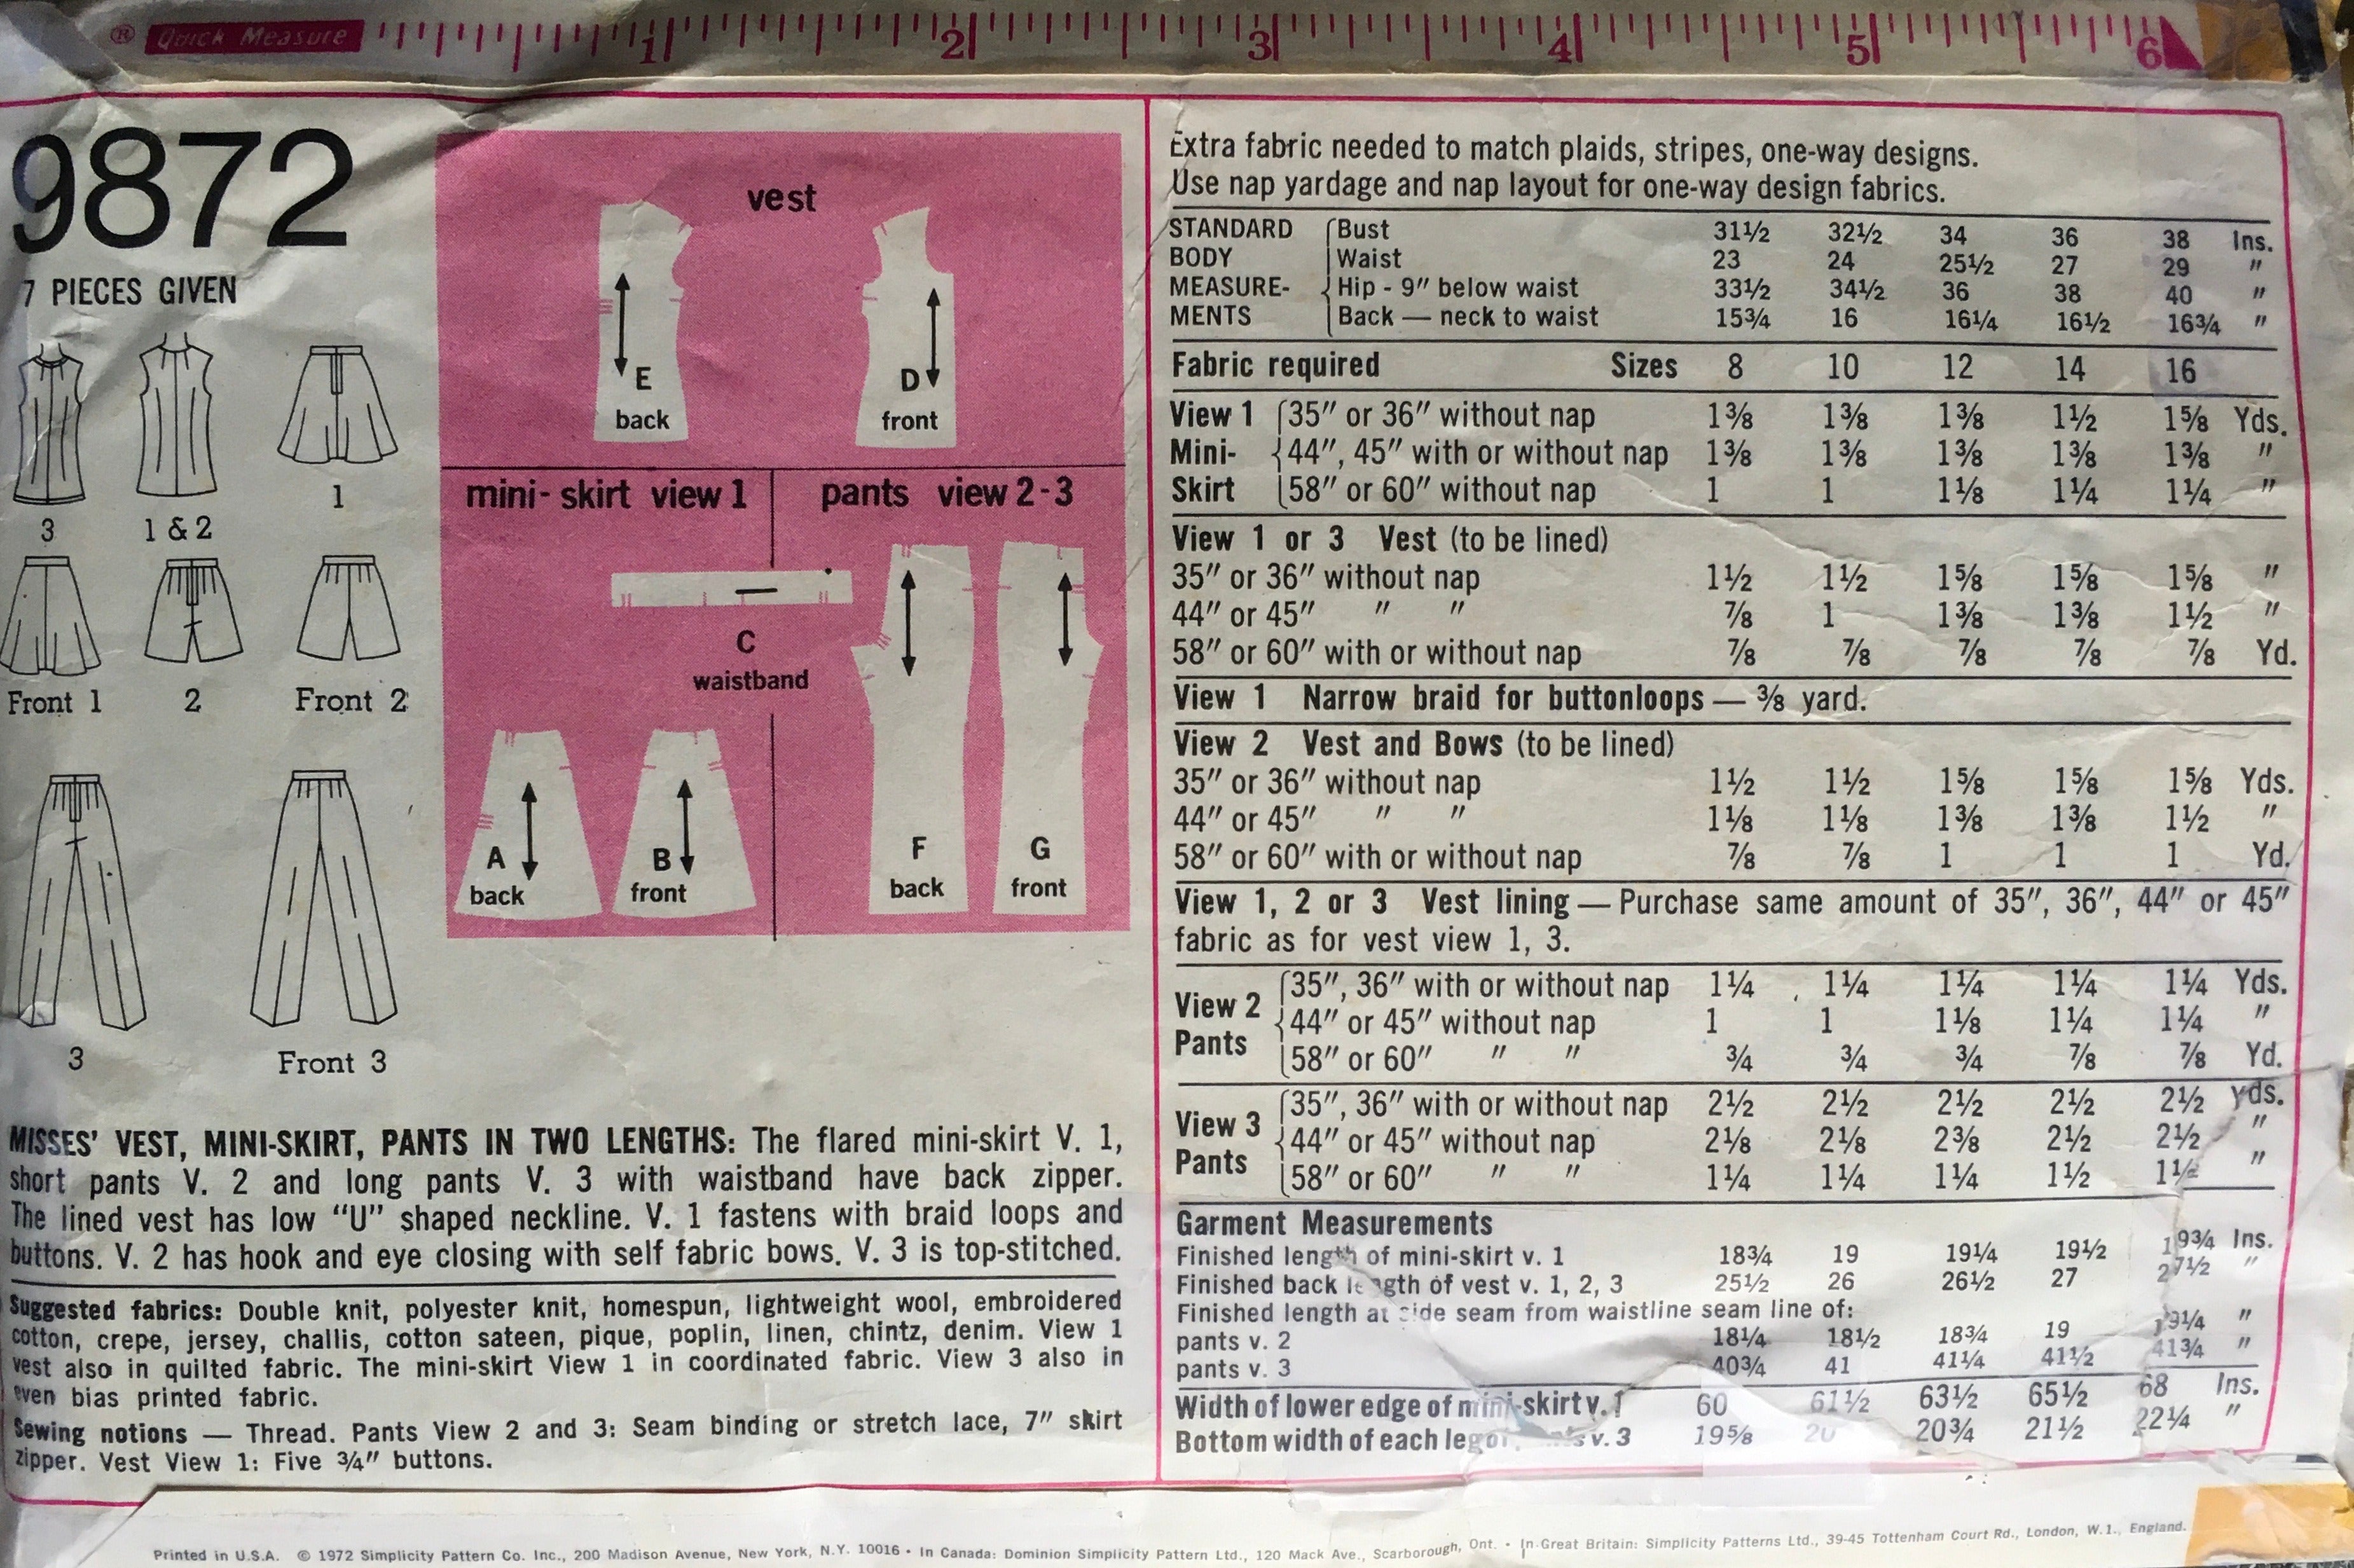 ® Quick Measure 1 2 3 4 5 6
9872
7 PIECES GIVEN
3
1 & 2
1
Front 1
2
Front 2
3
Front 3
vest
E
back
D
front
mini-skirt view 1
pants view 2-3
C
waistband
A
back
B
front
F
back
G
front
MISSES' VEST, MINI-SKIRT, PANTS IN TWO LENGTHS: The flared mini-skirt V. 1,
short pants V. 2 and long pants V. 3 with waistband have back zipper.
The lined vest has low “U” shaped neckline. V. 1 fastens with braid loops and
buttons. V. 2 has hook and eye closing with self fabric bows. V. 3 is top-stitched.
Suggested fabrics: Double knit, polyester knit, homespun, lightweight wool, embroidered
cotton, crepe, jersey, challis, cotton sateen, pique, poplin, linen, chintz, denim. View 1
vest also in quilted fabric. The mini-skirt View 1 in coordinated fabric. View 3 also in
even bias printed fabric.
Sewing notions — Thread. Pants View 2 and 3: Seam binding or stretch lace, 7" skirt
zipper. Vest View 1: Five ¾" buttons.
Extra fabric needed to match plaids, stripes, one-way designs.
Use nap yardage and nap layout for one-way design fabrics.
STANDARD Bust 31½ 32½ 34 36 38 Ins.
BODY Waist 23 24 25½ 27 29 "
MEASURE- Hip - 9" below waist 33½ 34½ 36 38 40 "
MENTS Back — neck to waist 15¾ 16 16¼ 16½ 16¾ "
Fabric required Sizes 8 10 12 14 16
View 1 35" or 36" without nap 1⅜ 1⅜ 1⅜ 1½ 1⅝ Yds.
Mini- 44", 45" with or without nap 1⅜ 1⅜ 1⅜ 1⅜ 1⅜ "
Skirt 58" or 60" without nap 1 1 1⅛ 1¼ 1¼ "
View 1 or 3 Vest (to be lined)
35" or 36" without nap 1½ 1½ 1⅝ 1⅝ 1⅝ "
44" or 45" " " ⅞ 1 1⅜ 1⅜ 1½ "
58" or 60" with or without nap ⅞ ⅞ ⅞ ⅞ ⅞ Yd.
View 1 Narrow braid for buttonloops — ⅜ yard.
View 2 Vest and Bows (to be lined)
35" or 36" without nap 1½ 1½ 1⅝ 1⅝ 1⅝ Yds.
44" or 45" " " 1⅛ 1⅛ 1⅜ 1⅜ 1½ "
58" or 60" with or without nap ⅞ ⅞ 1 1 1 Yd.
View 1, 2 or 3 Vest lining — Purchase same amount of 35", 36", 44" or 45"
fabric as for vest view 1, 3.
View 2 35", 36" with or without nap 1¼ 1¼ 1¼ 1¼ 1¼ Yds.
44" or 45" without nap 1 1 1⅛ 1¼ 1¼ "
Pants 58" or 60" " " ¾ ¾ ¾ ⅞ ⅞ Yd.
View 3 35", 36" with or without nap 2½ 2½ 2½ 2½ 2½ Yds.
44" or 45" without nap 2⅛ 2⅛ 2⅜ 2½ 2½ "
Pants 58" or 60" " " 1¼ 1¼ 1¼ 1½ 1½ "
Garment Measurements
Finished length of mini-skirt v. 1 18¾ 19 19¼ 19½ 19¾ Ins.
Finished back length of vest v. 1, 2, 3 25½ 26 26½ 27 27½ "
Finished length at side seam from waistline seam line of:
pants v. 2 18¼ 18½ 18¾ 19 19¼ "
pants v. 3 40¾ 41 41¼ 41½ 41¾ "
Width of lower edge of mini-skirt v. 1 60 61½ 63½ 65½ 68 Ins.
Bottom width of each leg v. 3 19⅝ 20¾ 21½ 22¼ "
Printed in U.S.A. © 1972 Simplicity Pattern Co. Inc., 200 Madison Avenue, New York, N.Y. 10016 • In Canada: Dominion Simplicity Pattern Ltd., 120 Mack Ave., Scarborough, Ont. • In Great Britain: Simplicity Patterns Ltd., 39-45 Tottenham Court Rd., London, W.1., England.